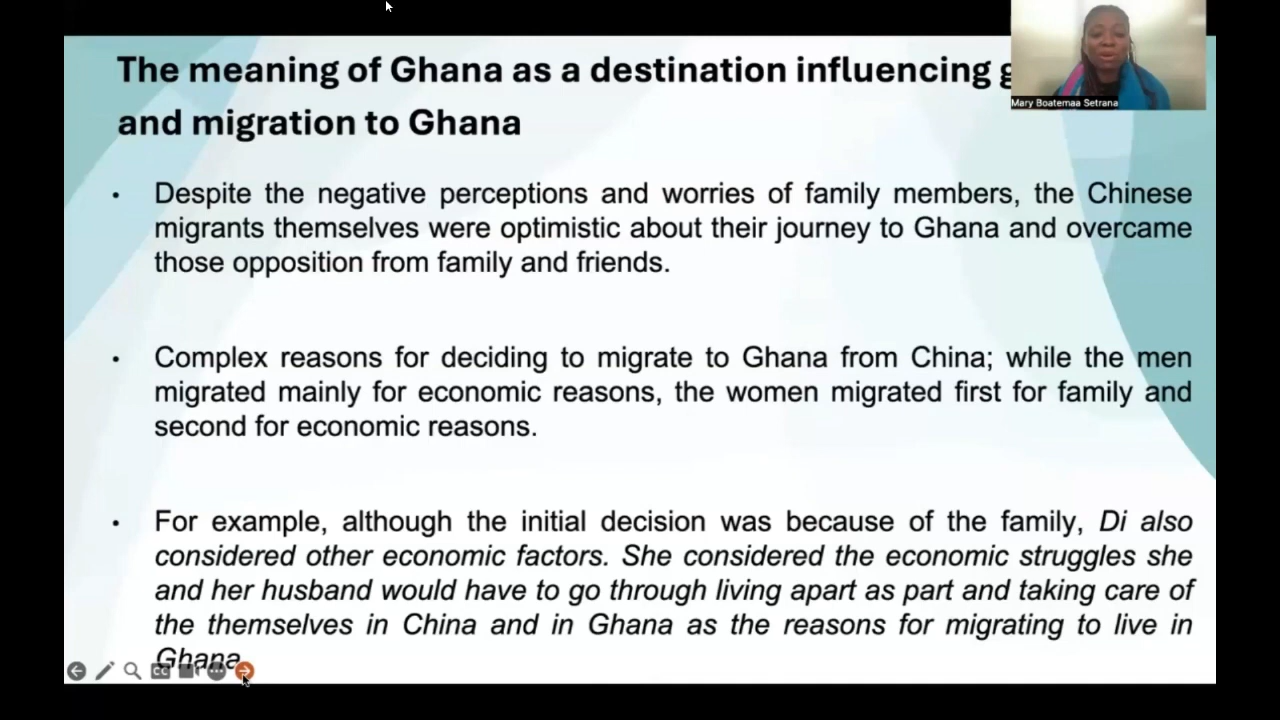 The meaning of Ghana as a destination influencing
and migration to Ghana
Mary Boatemaa Setrana
• Despite the negative perceptions and worries of family members, the Chinese
migrants themselves were optimistic about their journey to Ghana and overcame
those opposition from family and friends.
• Complex reasons for deciding to migrate to Ghana from China; while the men
migrated mainly for economic reasons, the women migrated first for family and
second for economic reasons.
• For example, although the initial decision was because of the family, Di also
considered other economic factors. She considered the economic struggles she
and her husband would have to go through living apart as part and taking care of
the themselves in China and in Ghana as the reasons for migrating to live in
Ghana
CC